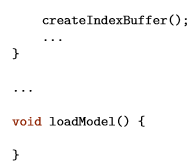 createIndexBuffer();
...
}
...
void loadModel() {
}